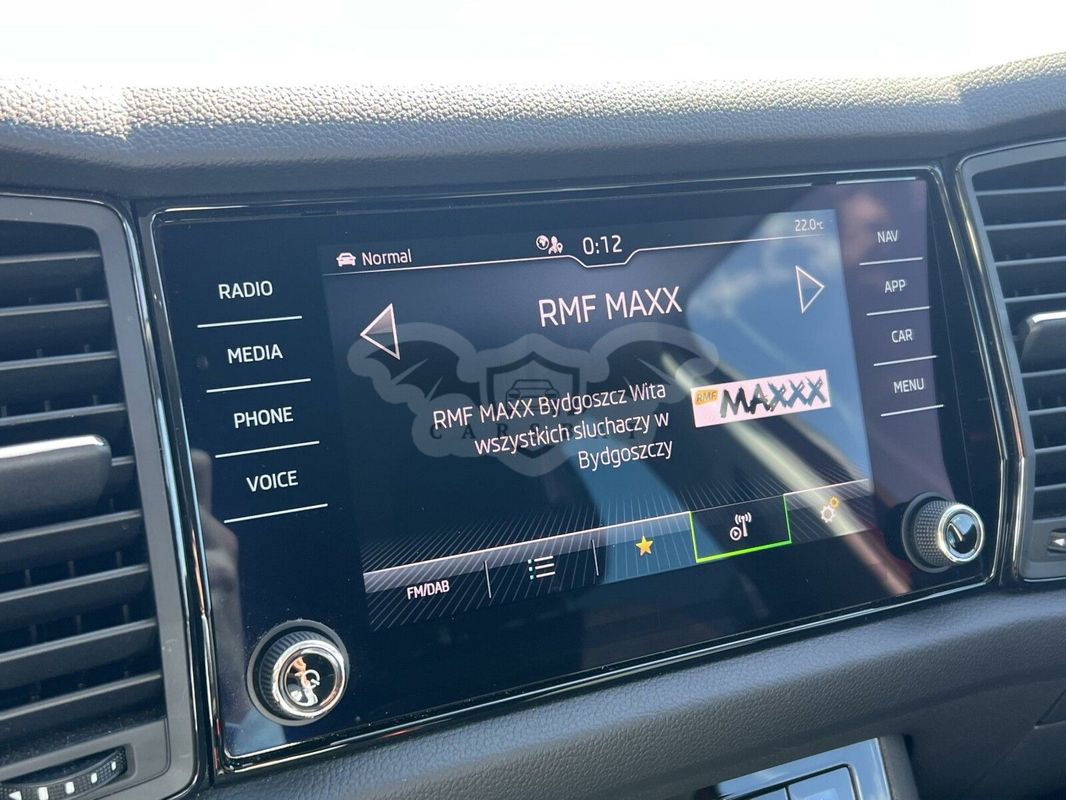 Normal
0:12
22.0°C
RADIO
MEDIA
PHONE
VOICE
NAV
APP
CAR
MENU
RMF MAXX
RMF MAXX Bydgoszcz Wita
wszystkich sluchaczy w
Bydgoszczy
RMF MAXXX
FM/DAB